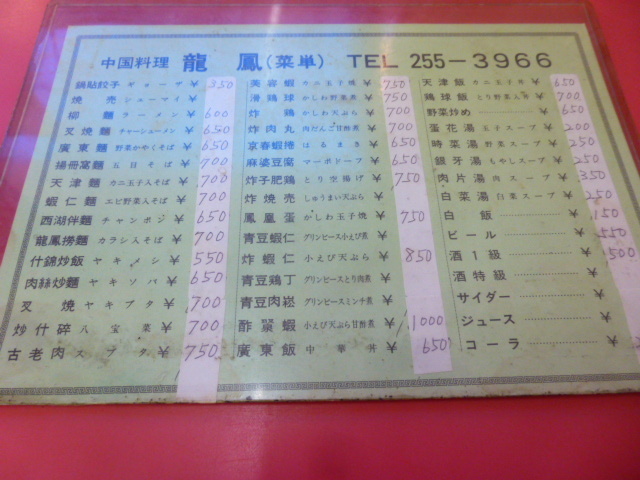 中国料理 龍鳳(菜単) TEL 255-3966
鍋貼餃子 ギョーザ ¥ 350
焼売 シューマイ ¥
柳麺 ラーメン ¥ 600
叉焼麺 チャーシューメン ¥ 650
廣東麺 野菜かやくそば ¥ 650
揚州窩麺 五目そば ¥ 700
天津麺 カニ玉子入そば ¥ 700
蝦仁麺 エビ野菜入そば ¥ 700
西湖伴麺 チャンポン ¥ 650
龍鳳撈麺 カラシ入そば ¥ 700
什錦炒飯 ヤキメシ ¥ 550
肉絲炒麺 ヤキソバ ¥ 650
叉焼 ヤキブタ ¥ 700
炒什砕 八宝菜 ¥ 700
古老肉 スブタ ¥ 750
芙蓉蝦 カニ玉子焼 ¥ 750
滑鶏球 かしわ野菜煮 ¥ 750
炸鶏 かしわ天ぷら ¥ 700
炸肉丸 肉だんご甘酢煮 ¥ 700
京春蝦捲 はるまき ¥ 650
麻婆豆腐 マーボドーフ ¥ 650
炸子肥鶏 とり空揚げ ¥ 750
炸焼売 しゅうまい天ぷら ¥
鳳凰蛋 かしわ玉子焼 ¥ 750
青豆蝦仁 グリンピース小えび煮 ¥
炸蝦仁 小えび天ぷら ¥ 850
青豆鶏丁 グリンピースとり肉煮 ¥
青豆肉崧 グリンピースミンチ煮 ¥
酢烹蝦 小えび天ぷら甘酢煮 ¥ 1000
廣東飯 中華丼 ¥ 650
天津飯 カニ玉子丼 ¥ 650
鶏球飯 とり野菜入丼 ¥ 700
野菜炒め ¥ 650
蛋花湯 玉子スープ ¥ 200
時菜湯 野菜スープ ¥ 250
銀牙湯 もやしスープ ¥ 250
肉片湯 肉スープ ¥ 350
白菜湯 白菜スープ ¥ 250
白飯 ¥ 150
ビール ¥ 550
酒1級 ¥ 500
酒特級 ¥
サイダー ¥
ジュース ¥
コーラ ¥